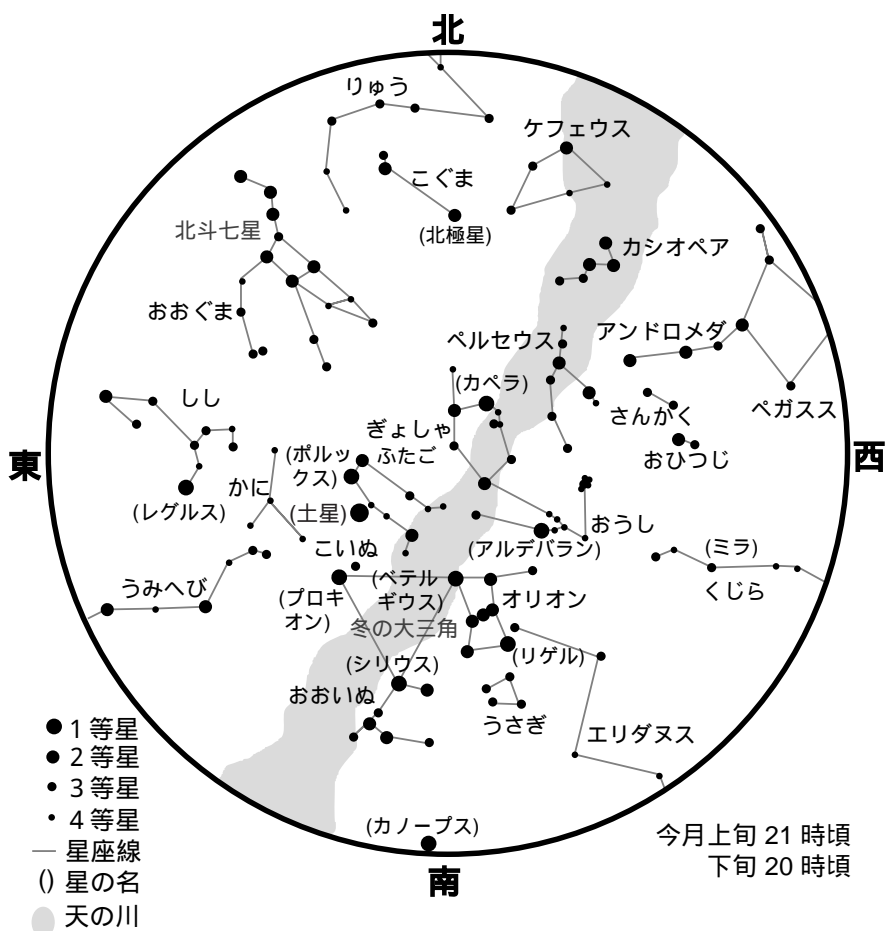 北
りゅう
ケフェウス
こぐま
北斗七星
(北極星)
カシオペア
おおぐま
ペルセウス
アンドロメダ
(カペラ)
しし
さんかく
ペガスス
ぎょしゃ
東
(ポルッ
クス)
ふたご
おひつじ
西
かに
(レグルス)
(土星)
おうし
こいぬ
(アルデバラン)
(ミラ)
うみへび
(プロキ
オン)
(ベテル
ギウス)
くじら
オリオン
冬の大三角
(シリウス)
(リゲル)
おおいぬ
うさぎ
エリダヌス
1 等星
2 等星
3 等星
4 等星
星座線
() 星の名
天の川
(カノープス)
南
今月上旬 21 時頃
下旬 20 時頃